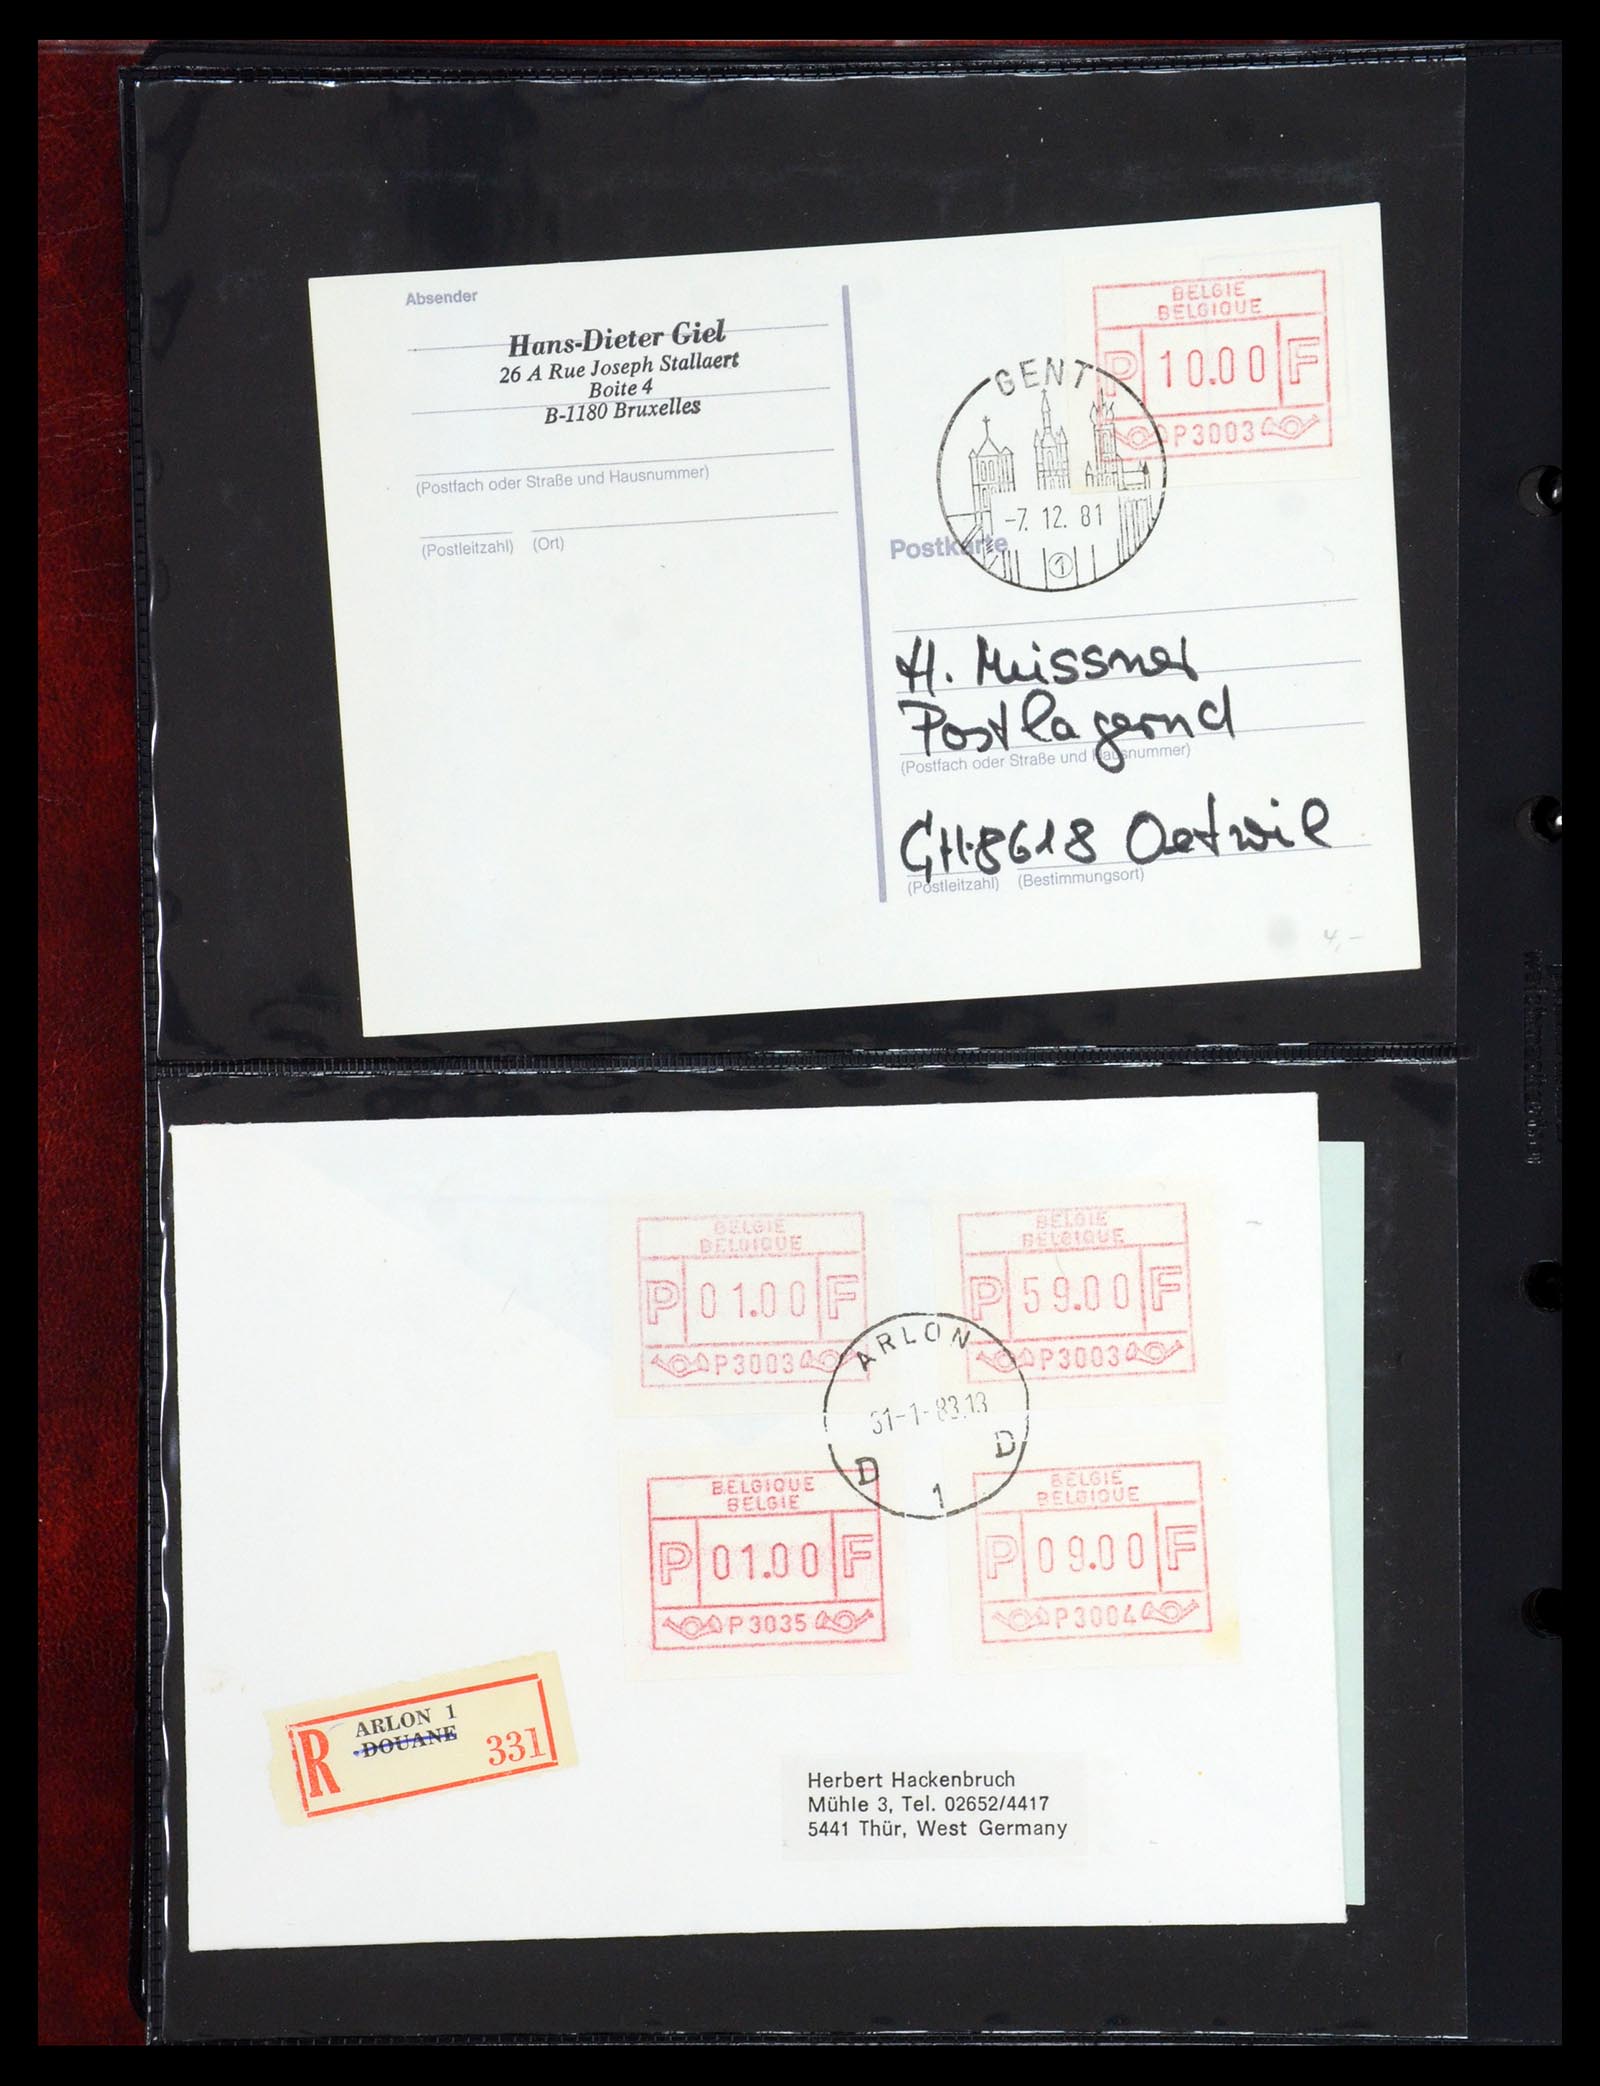 Absender
Hans-Dieter Giel
26 A Rue Joseph Stallaert
Boite 4
B-1180 Bruxelles
(Postfach oder Straße und Hausnummer)
(Postleitzahl) (Ort)
BELGIE
BELGIQUE
P 10.00 F
P3003
GENT
-7. 12. 81
1
Postkarte
H. Meissner
Postlagernd
(Postfach oder Straße und Hausnummer)
CH-8618 Oetwil
(Postleitzahl) (Bestimmungsort)
4,-
BELGIE
BELGIQUE
P 01.00 F
P3003
BELGIE
BELGIQUE
P 59.00 F
P3003
ARLON
31-1-83.13
D 1 D
BELGIQUE
BELGIE
P 01.00 F
P3035
BELGIE
BELGIQUE
P 09.00 F
P3004
R ARLON 1
DOUANE 331
Herbert Hackenbruch
Mühle 3, Tel. 02652/4417
5441 Thür, West Germany